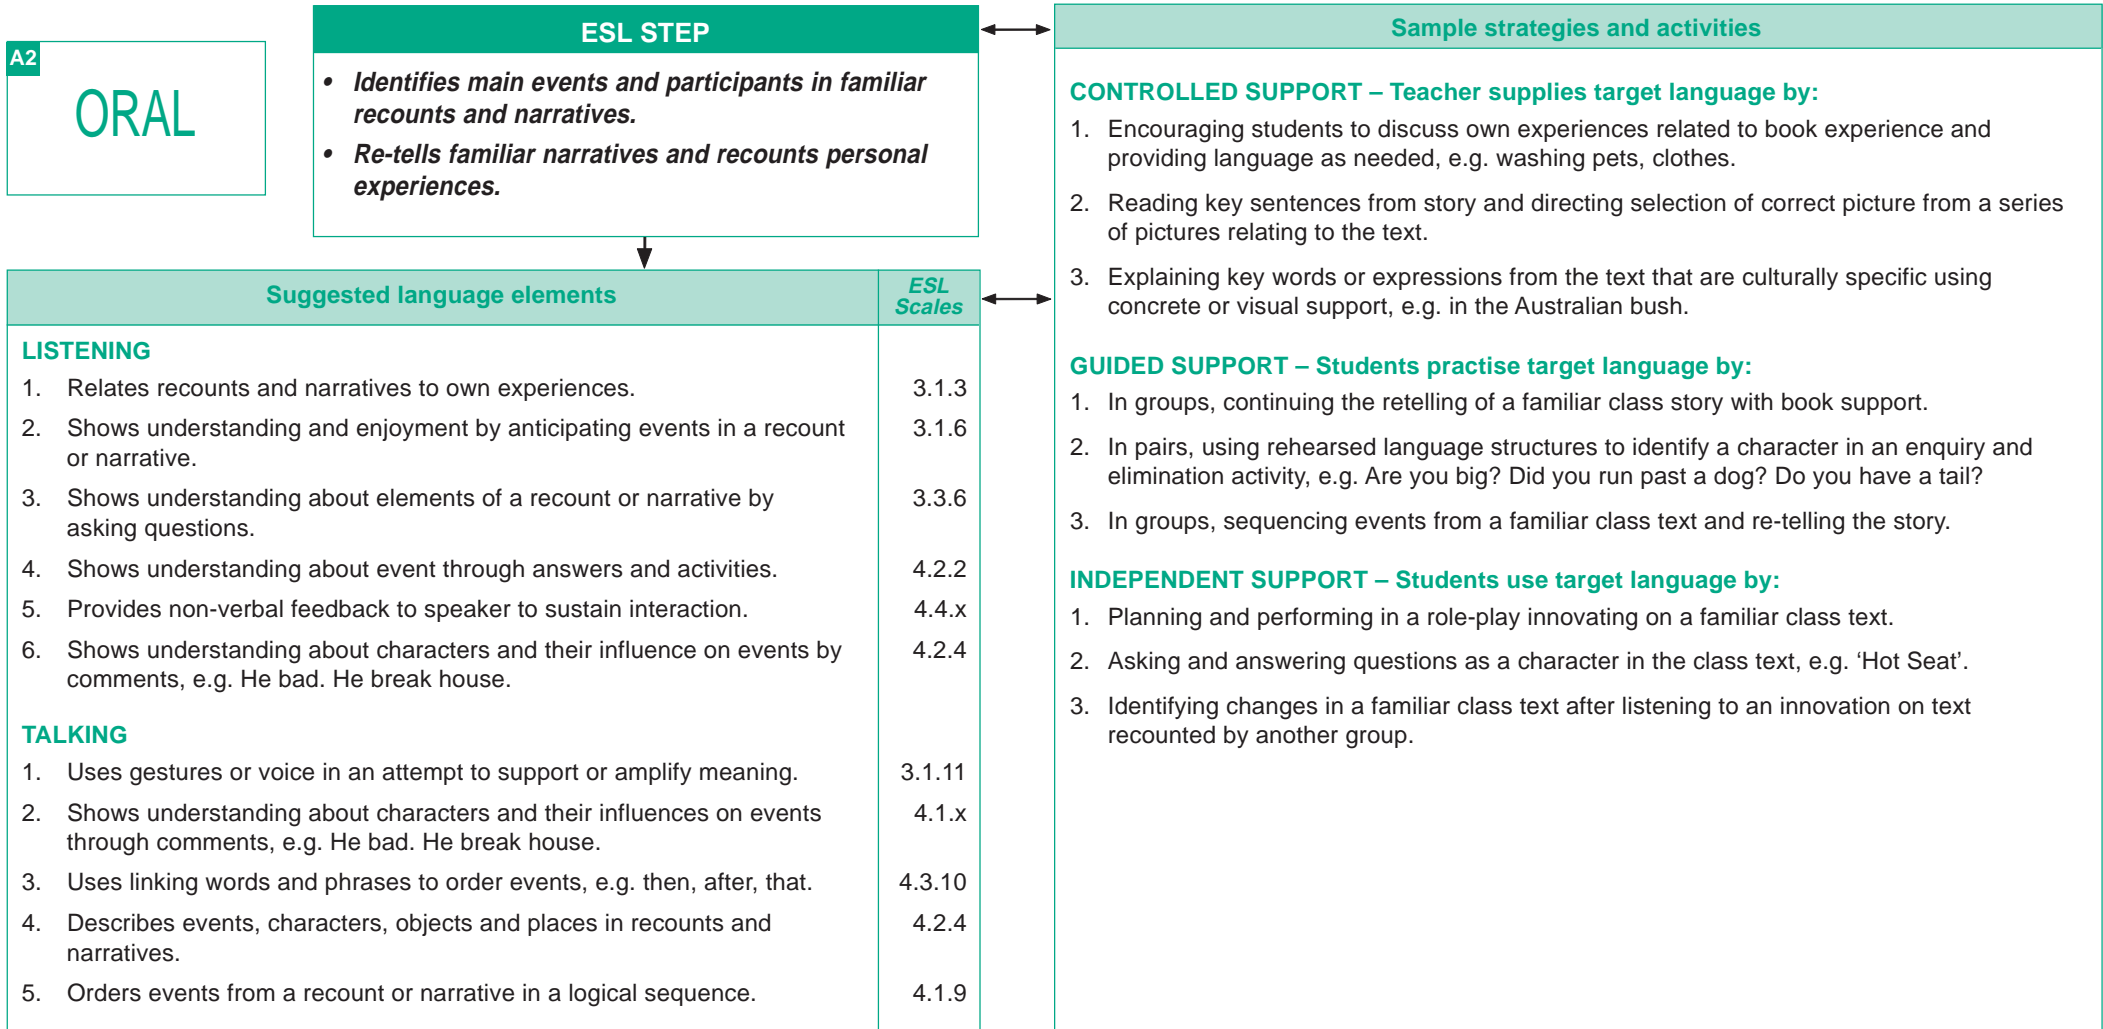 A2
ORAL
ESL STEP
• Identifies main events and participants in familiar
recounts and narratives.
• Re-tells familiar narratives and recounts personal
experiences.
Suggested language elements
ESL
Scales
LISTENING
1. Relates recounts and narratives to own experiences. 3.1.3
2. Shows understanding and enjoyment by anticipating events in a recount 3.1.6
or narrative.
3. Shows understanding about elements of a recount or narrative by 3.3.6
asking questions.
4. Shows understanding about event through answers and activities. 4.2.2
5. Provides non-verbal feedback to speaker to sustain interaction. 4.4.x
6. Shows understanding about characters and their influence on events by 4.2.4
comments, e.g. He bad. He break house.
TALKING
1. Uses gestures or voice in an attempt to support or amplify meaning. 3.1.11
2. Shows understanding about characters and their influences on events 4.1.x
through comments, e.g. He bad. He break house.
3. Uses linking words and phrases to order events, e.g. then, after, that. 4.3.10
4. Describes events, characters, objects and places in recounts and 4.2.4
narratives.
5. Orders events from a recount or narrative in a logical sequence. 4.1.9
Sample strategies and activities
CONTROLLED SUPPORT – Teacher supplies target language by:
1. Encouraging students to discuss own experiences related to book experience and
providing language as needed, e.g. washing pets, clothes.
2. Reading key sentences from story and directing selection of correct picture from a series
of pictures relating to the text.
3. Explaining key words or expressions from the text that are culturally specific using
concrete or visual support, e.g. in the Australian bush.
GUIDED SUPPORT – Students practise target language by:
1. In groups, continuing the retelling of a familiar class story with book support.
2. In pairs, using rehearsed language structures to identify a character in an enquiry and
elimination activity, e.g. Are you big? Did you run past a dog? Do you have a tail?
3. In groups, sequencing events from a familiar class text and re-telling the story.
INDEPENDENT SUPPORT – Students use target language by:
1. Planning and performing in a role-play innovating on a familiar class text.
2. Asking and answering questions as a character in the class text, e.g. ‘Hot Seat’.
3. Identifying changes in a familiar class text after listening to an innovation on text
recounted by another group.